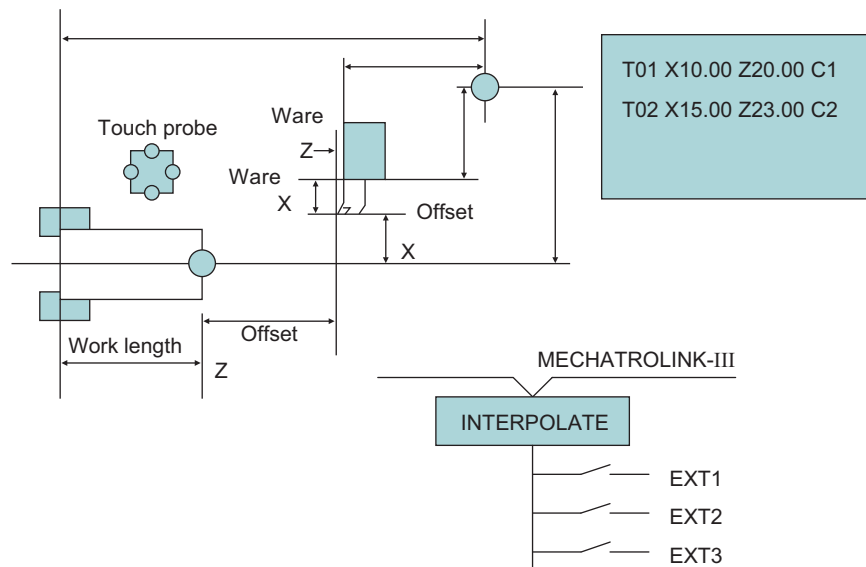 T01 X10.00 Z20.00 C1
T02 X15.00 Z23.00 C2
Touch probe
Ware
Z
Ware
X
Offset
X
Offset
Work length
Z
MECHATROLINK-III
INTERPOLATE
EXT1
EXT2
EXT3